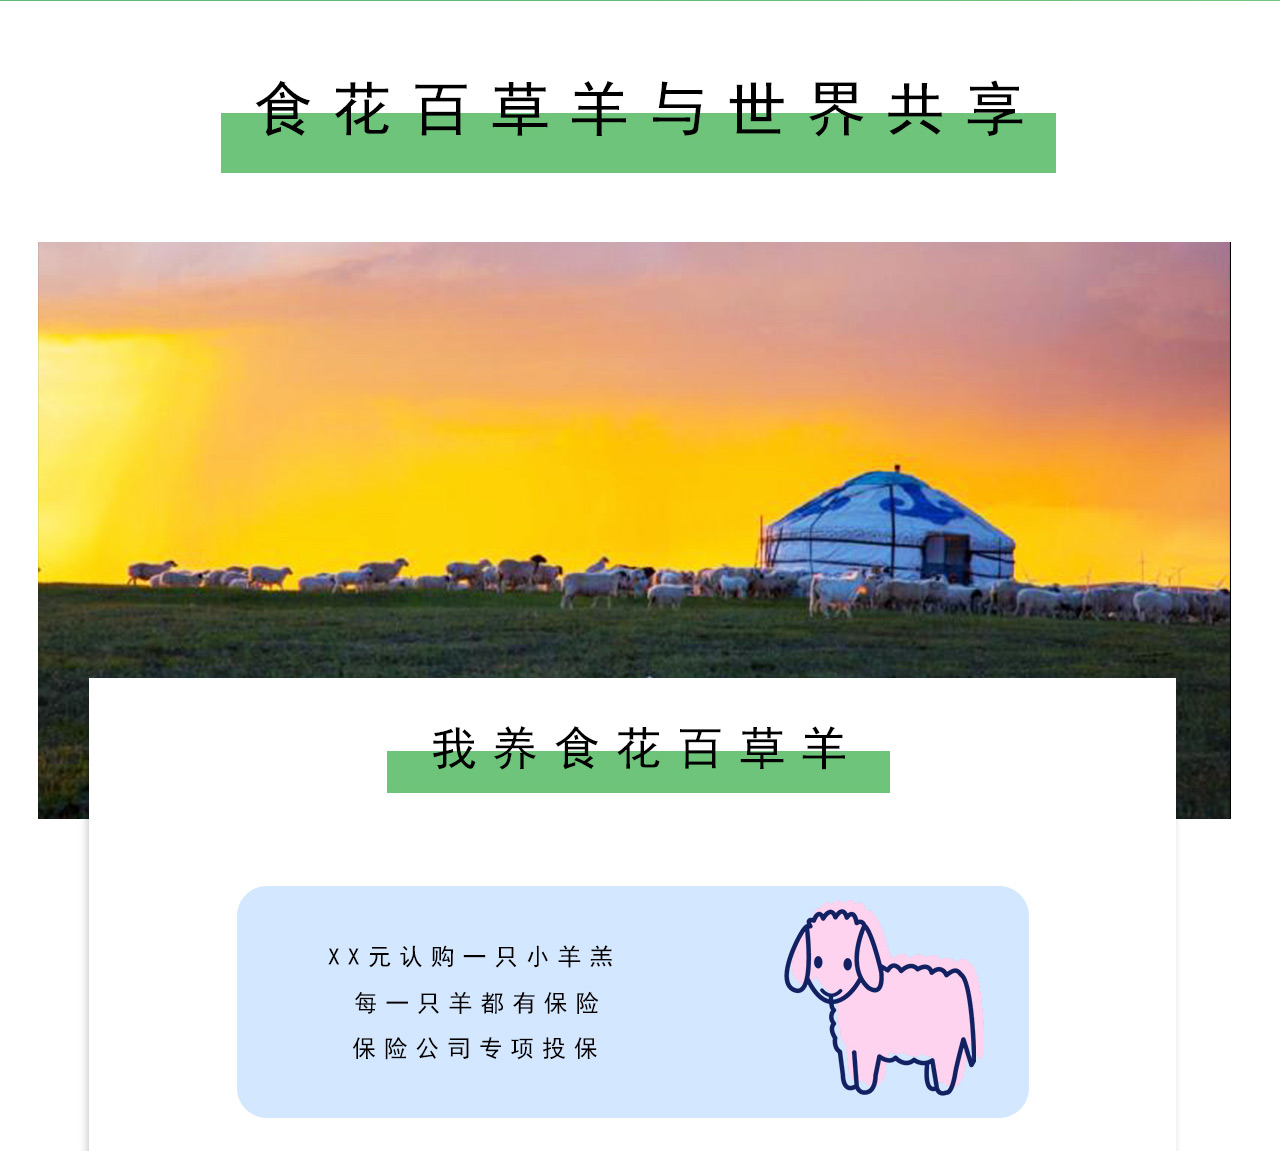 食花百草羊与世界共享
我养食花百草羊
XX元认购一只小羊羔
每一只羊都有保险
保险公司专项投保